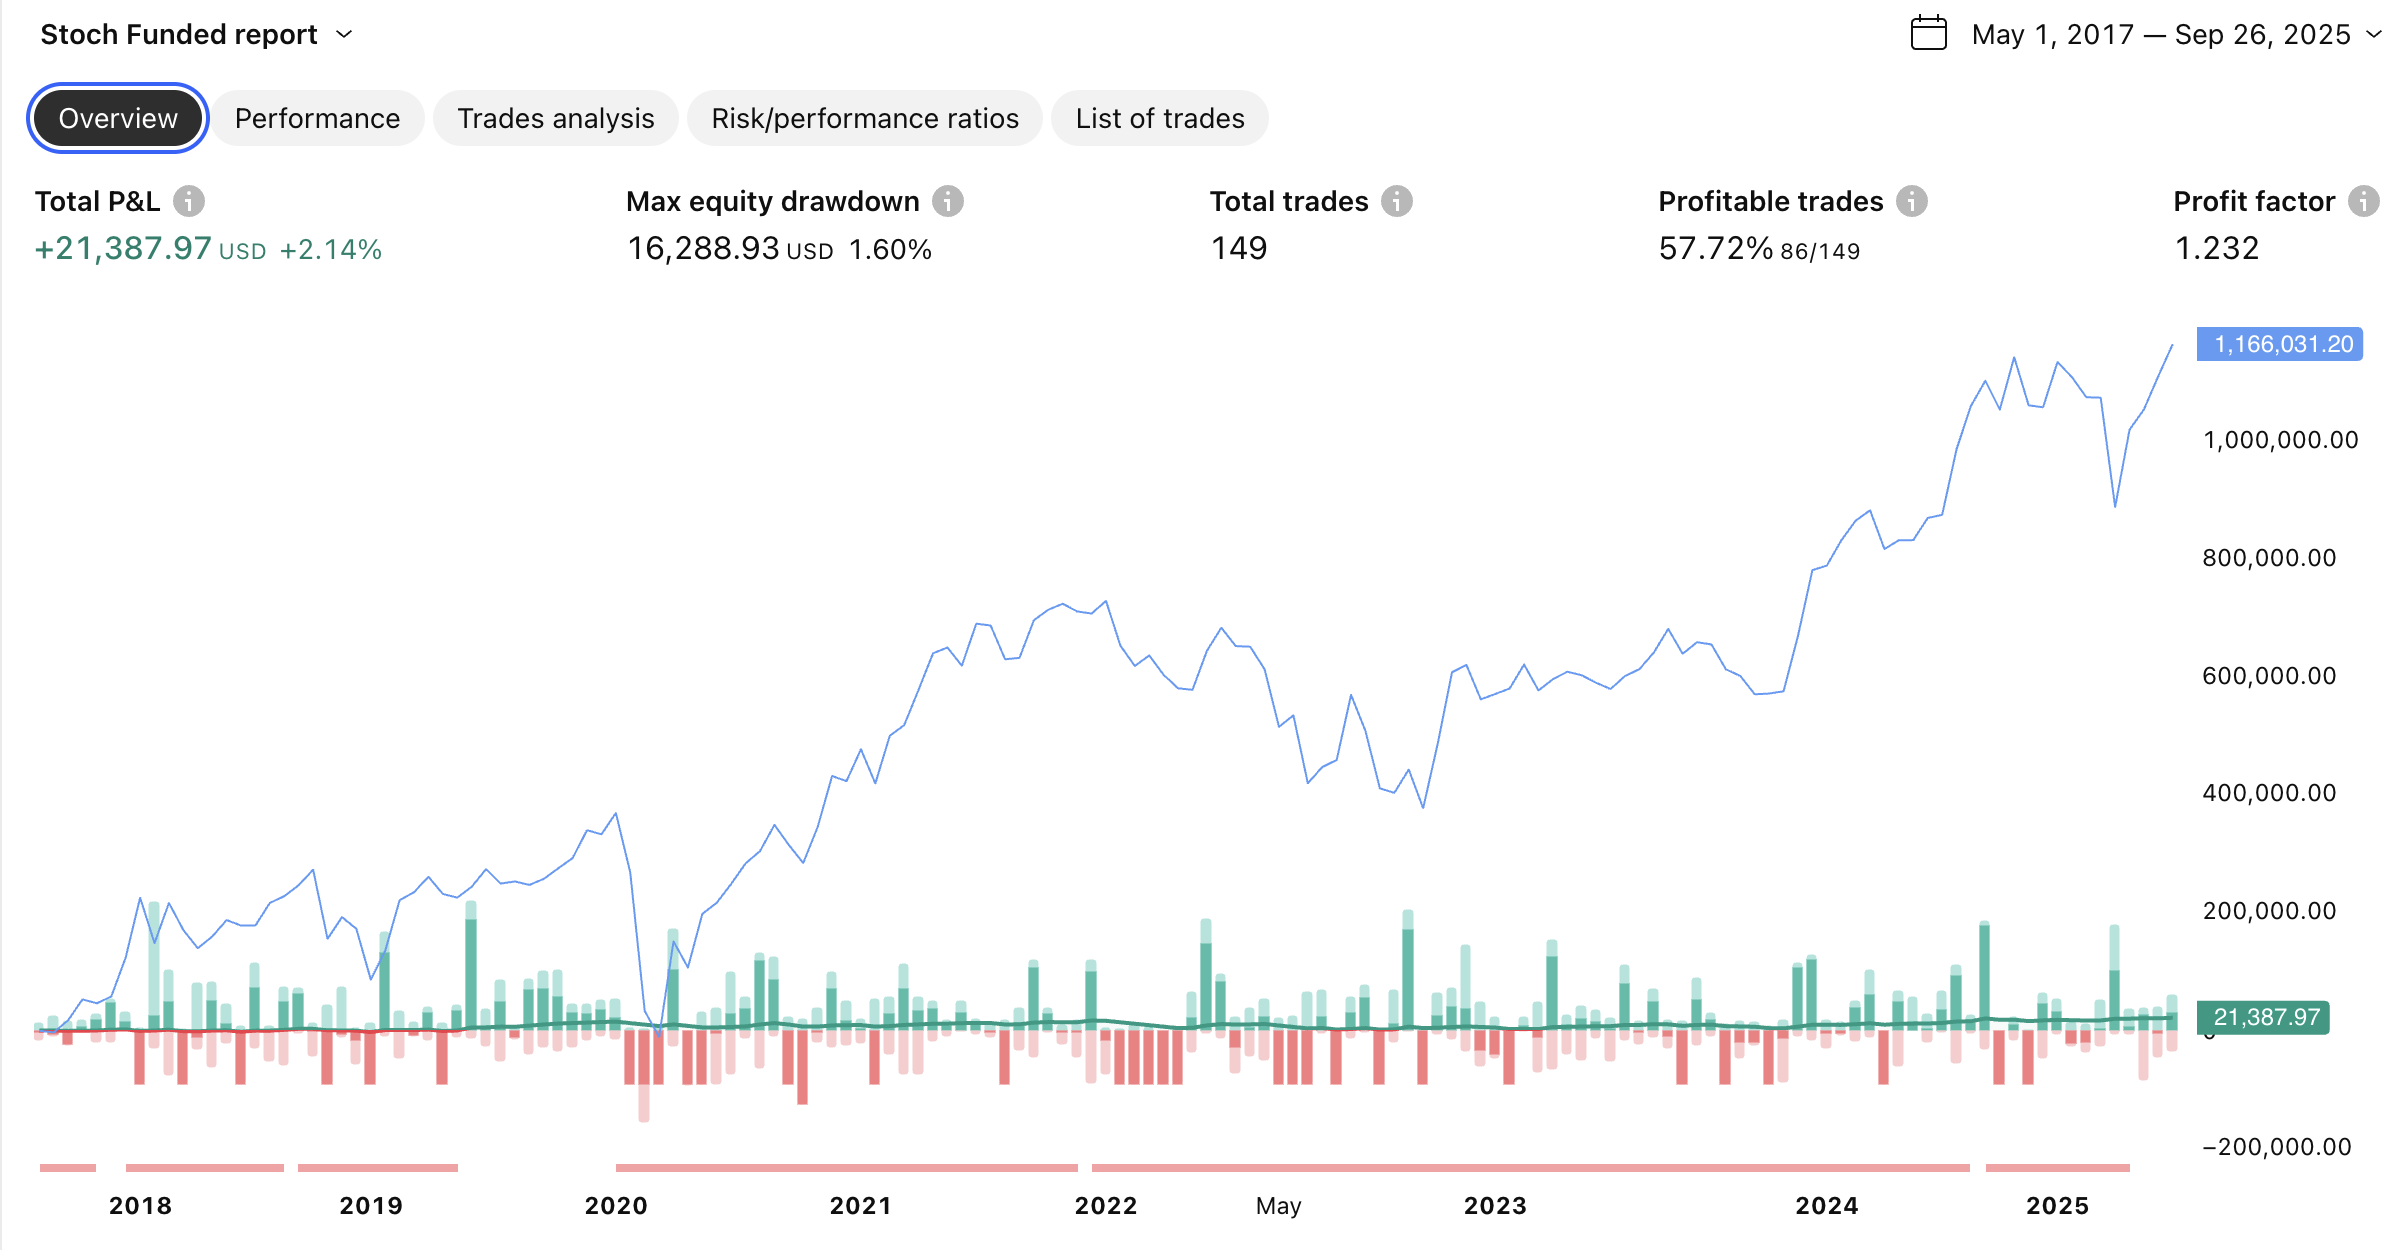 Stoch Funded report
May 1, 2017 — Sep 26, 2025
Overview
Performance
Trades analysis
Risk/performance ratios
List of trades
Total P&L
Max equity drawdown
Total trades
Profitable trades
Profit factor
+21,387.97 USD +2.14%
16,288.93 USD 1.60%
149
57.72% 86/149
1.232
1,166,031.20
1,000,000.00
800,000.00
600,000.00
400,000.00
200,000.00
21,387.97
0
−200,000.00
2018
2019
2020
2021
2022
May
2023
2024
2025